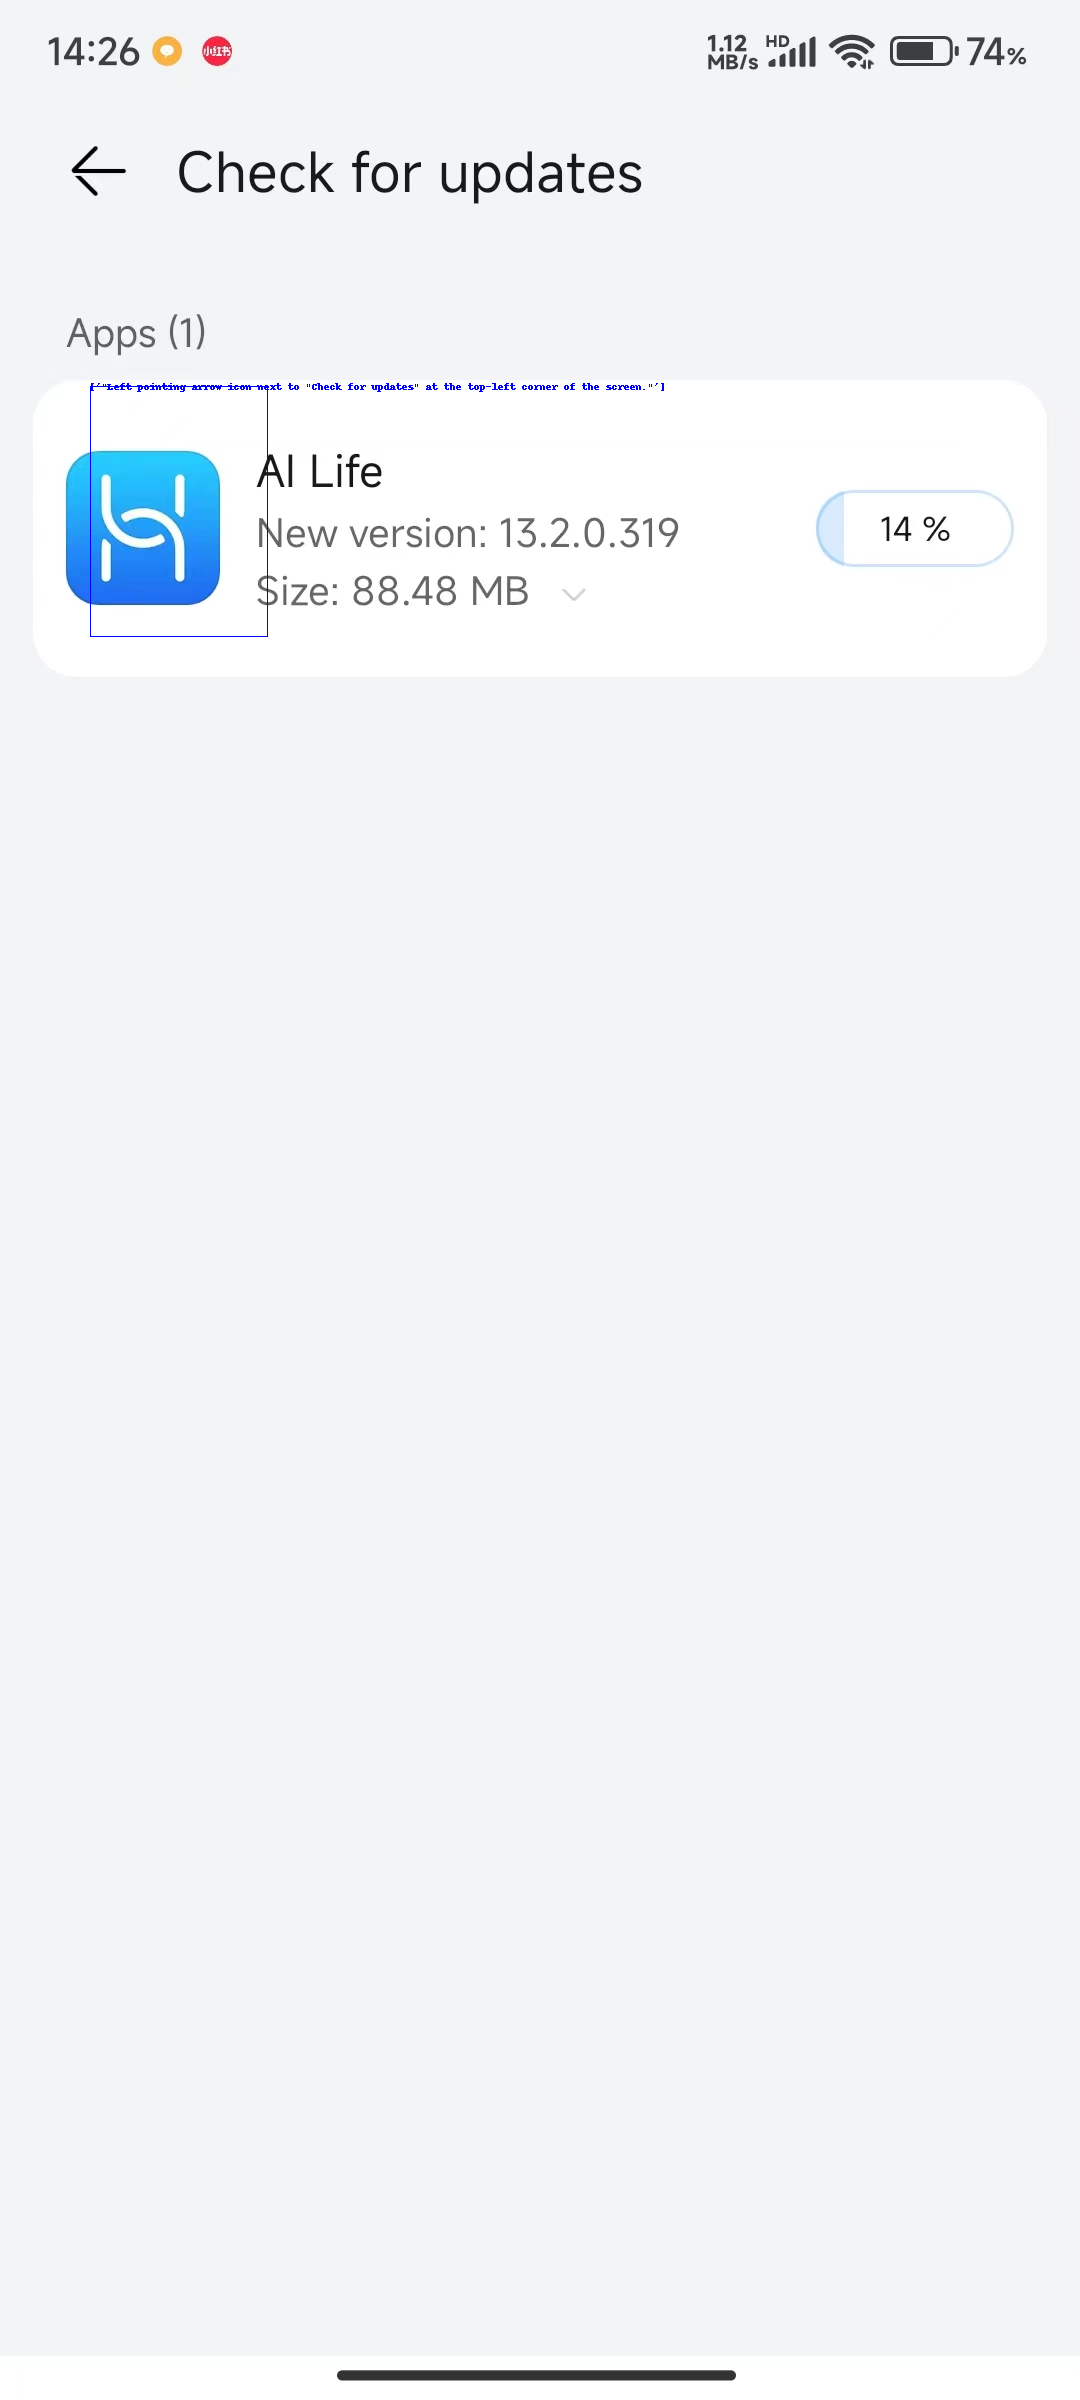 14:26 小红书 1.12 MB/s HD 74%
Check for updates
Apps (1)
['"Left pointing arrow icon next to "Check for updates" at the top-left corner of the screen."']
AI Life
New version: 13.2.0.319
14 %
Size: 88.48 MB